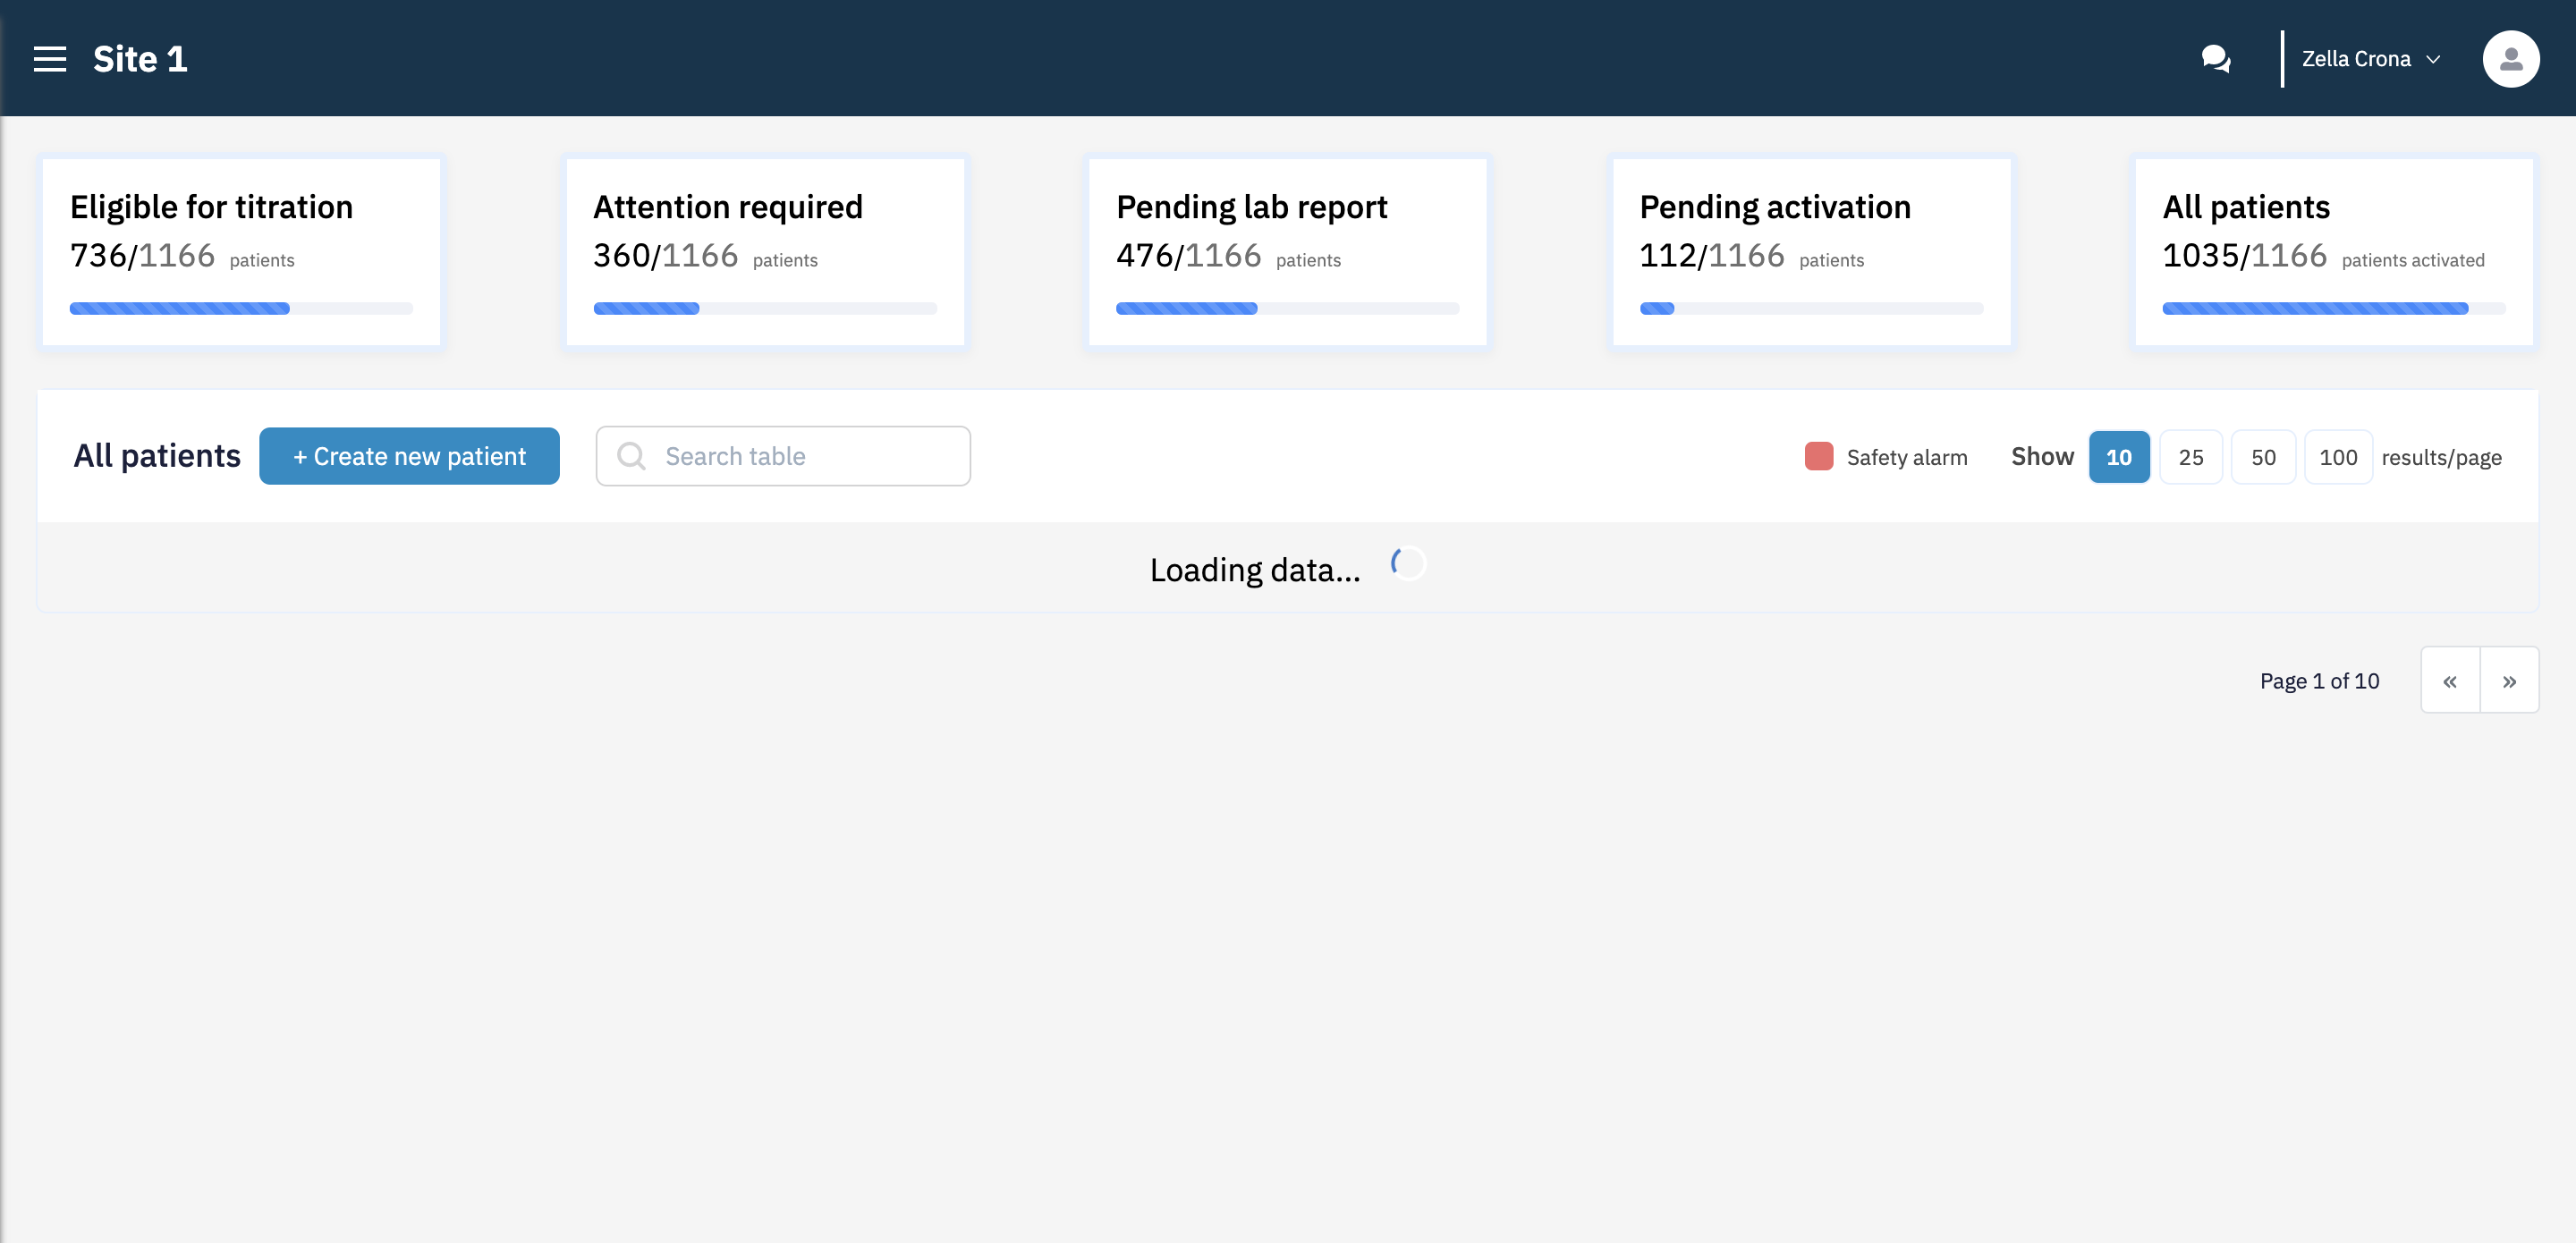 Site 1
Zella Crona
Eligible for titration
736/1166 patients
Attention required
360/1166 patients
Pending lab report
476/1166 patients
Pending activation
112/1166 patients
All patients
1035/1166 patients activated
All patients
+ Create new patient
Search table
Safety alarm
Show 10 25 50 100 results/page
Loading data...
Page 1 of 10 « »